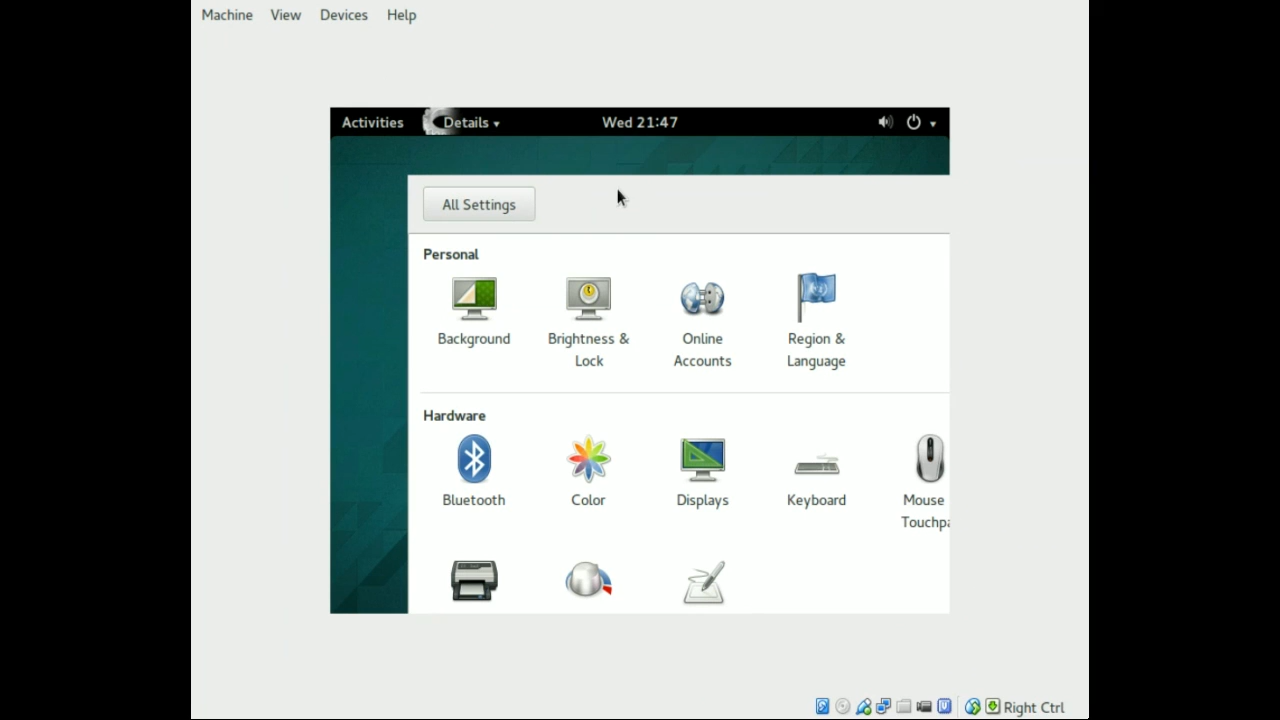 Machine View Devices Help
Activities Details Wed 21:47
All Settings
Personal
Background Brightness & Online Region &
Lock Accounts Language
Hardware
Bluetooth Color Displays Keyboard Mouse
Touchpa
Right Ctrl